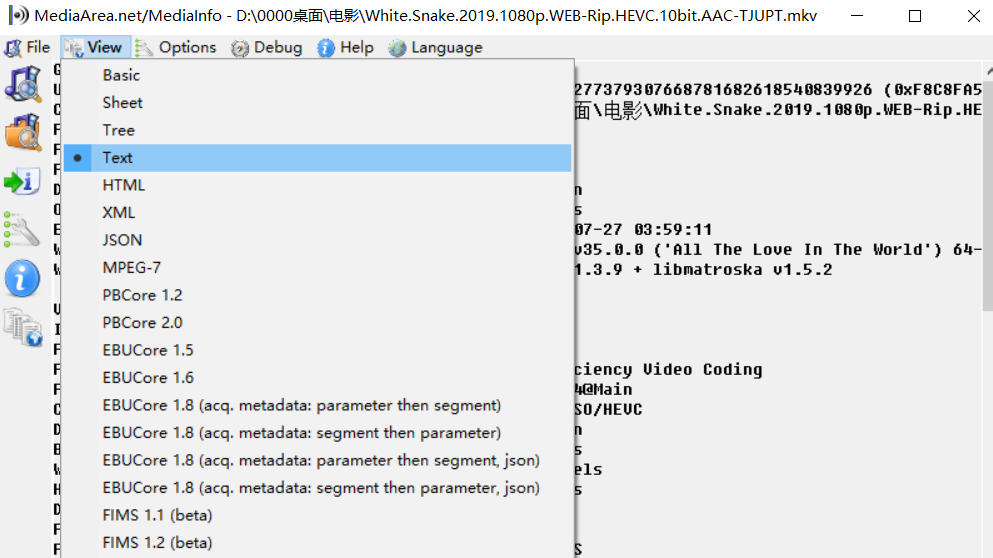 MediaArea.net/MediaInfo - D:\0000桌面\电影\White.Snake.2019.1080p.WEB-Rip.HEVC.10bit.AAC-TJUPT.mkv
File View Options Debug Help Language
Basic
277379307668781682618540839926 (0xF8C8FA5
Sheet
面\电影\White.Snake.2019.1080p.WEB-Rip.HE
Tree
Text
HTML
XML
07-27 03:59:11
JSON
v35.0.0 ('All The Love In The World') 64-
MPEG-7
1.3.9 + libmatroska v1.5.2
PBCore 1.2
PBCore 2.0
EBUCore 1.5
ciency Video Coding
EBUCore 1.6
4@Main
EBUCore 1.8 (acq. metadata: parameter then segment)
SO/HEVC
EBUCore 1.8 (acq. metadata: segment then parameter)
EBUCore 1.8 (acq. metadata: parameter then segment, json)
els
EBUCore 1.8 (acq. metadata: segment then parameter, json)
FIMS 1.1 (beta)
FIMS 1.2 (beta)